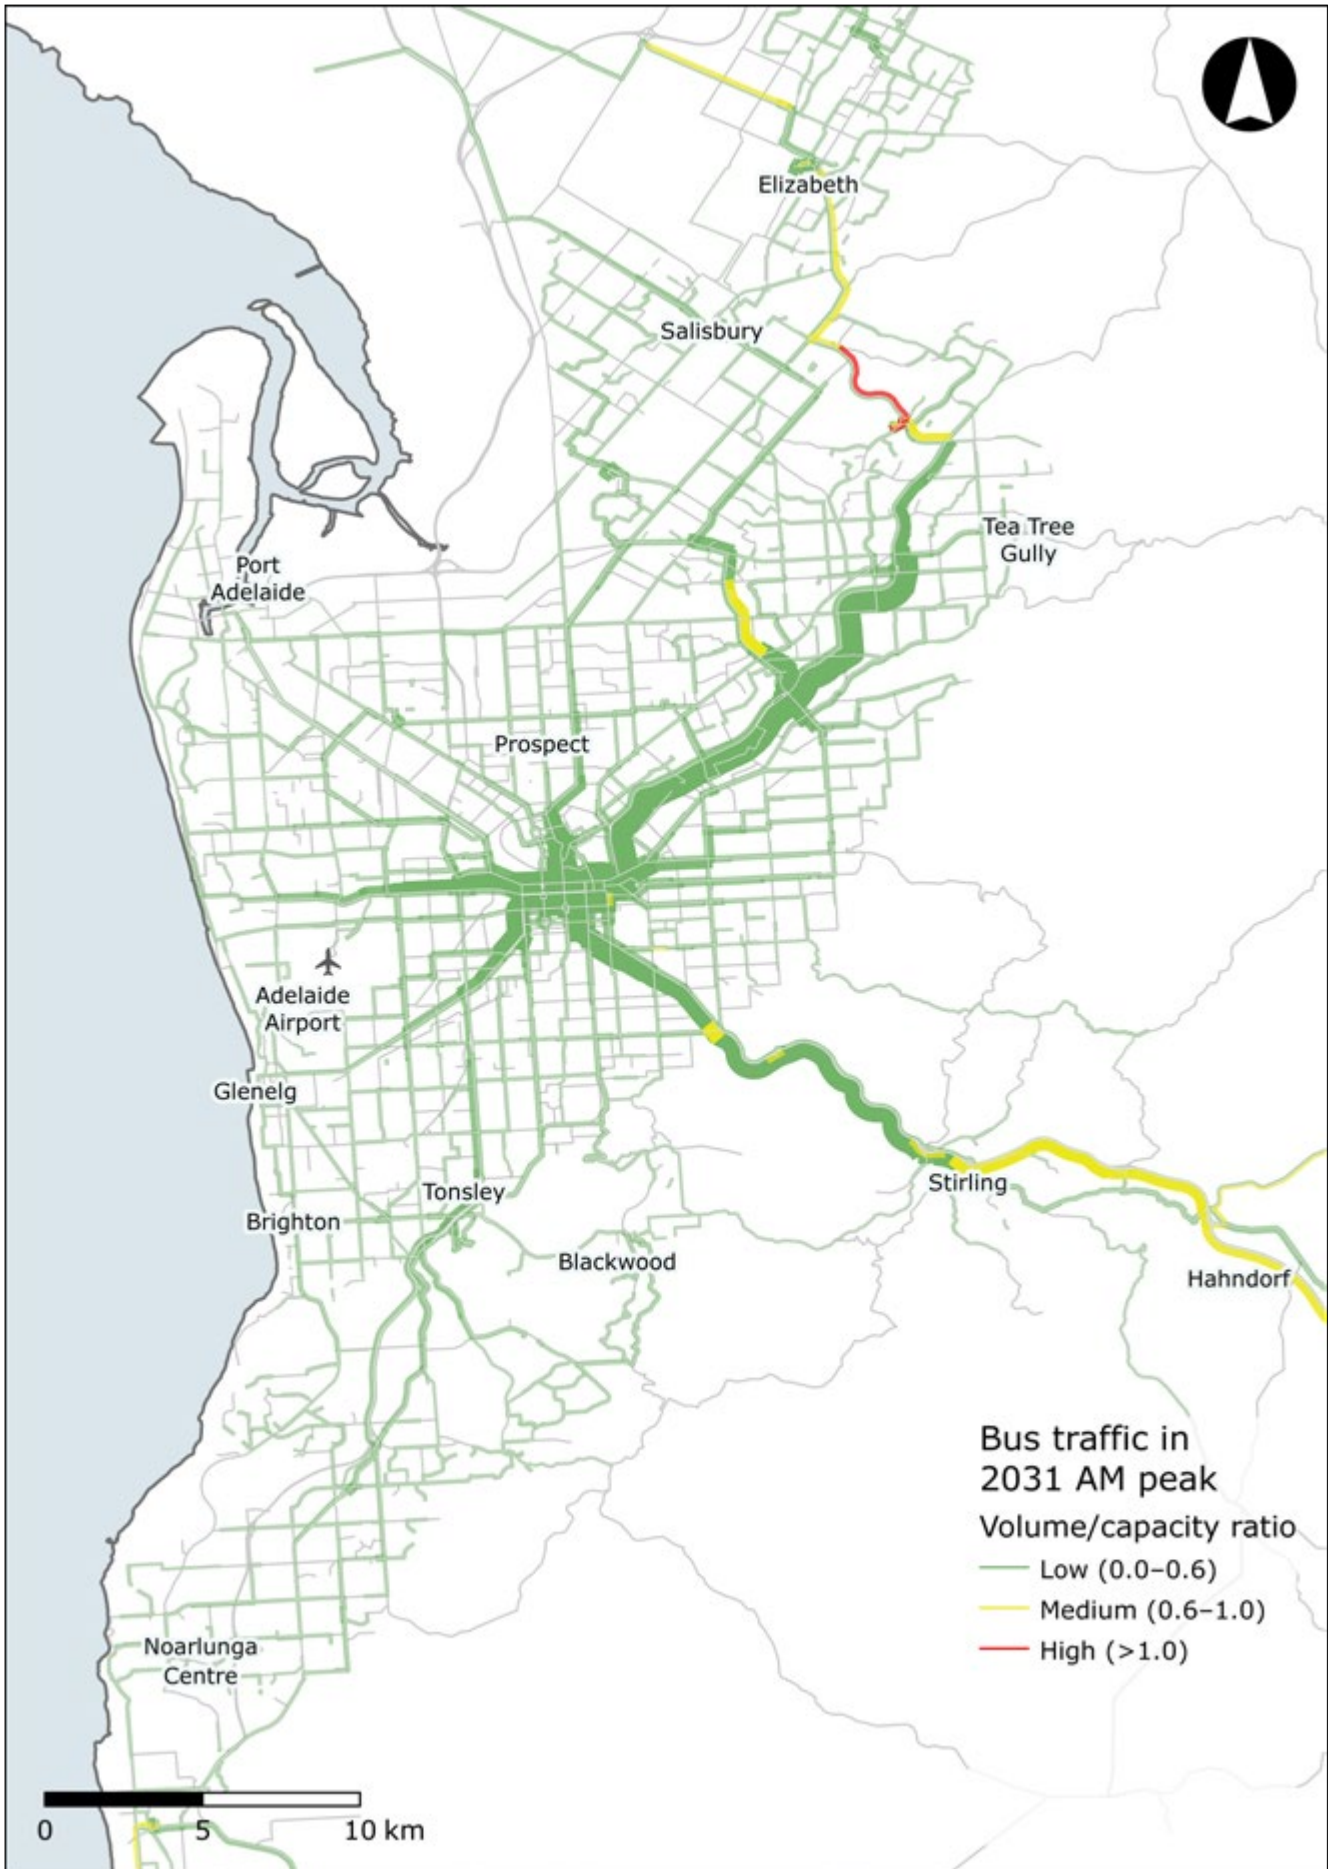 Elizabeth
Salisbury
Tea Tree
Gully
Port
Adelaide
Prospect
Adelaide
Airport
Glenelg
Stirling
Tonsley
Brighton
Blackwood
Hahndorf
Bus traffic in
2031 AM peak
Volume/capacity ratio
Low (0.0–0.6)
Medium (0.6–1.0)
High (>1.0)
Noarlunga
Centre
0 5 10 km